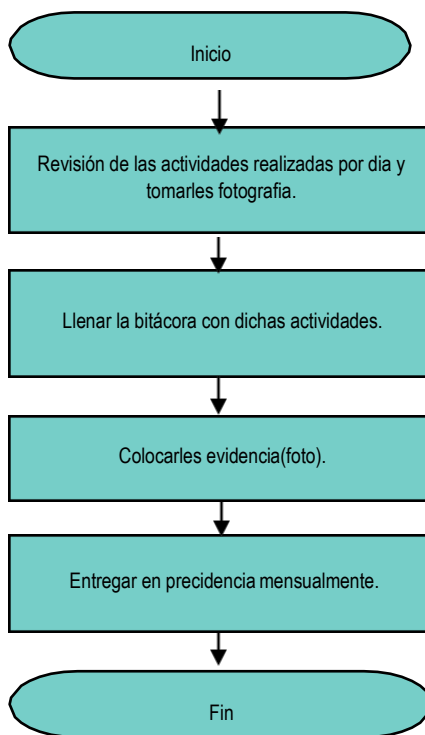 Inicio
Revisión de las actividades realizadas por dia y
tomarles fotografia.
Llenar la bitácora con dichas actividades.
Colocarles evidencia(foto).
Entregar en precidencia mensualmente.
Fin